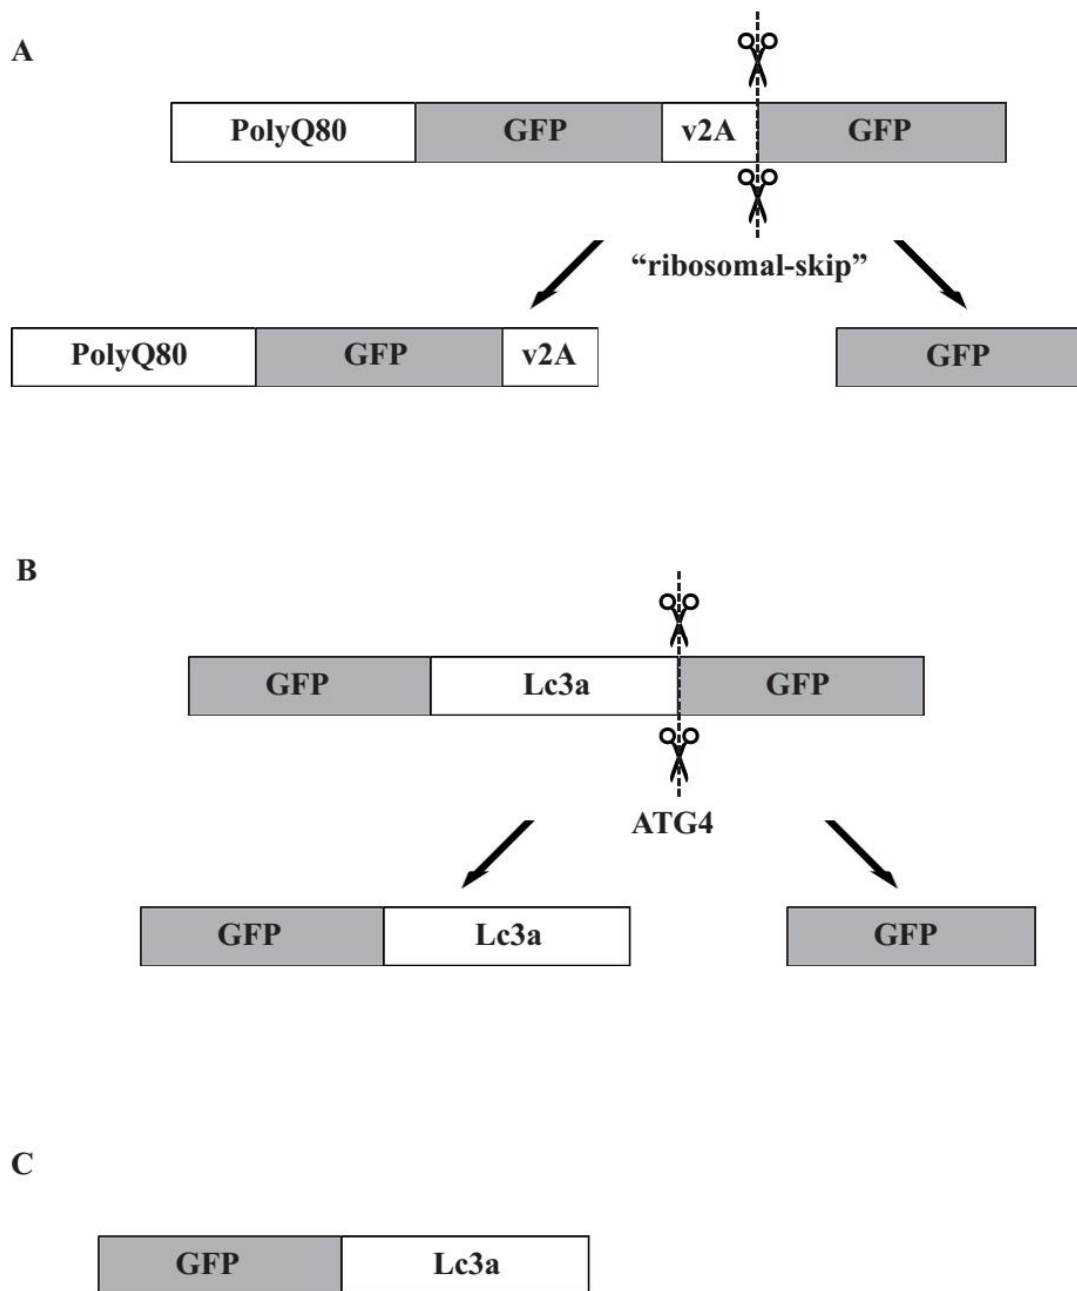 A
PolyQ80 GFP v2A GFP
“ribosomal-skip”
PolyQ80 GFP v2A GFP
B
GFP Lc3a GFP
ATG4
GFP Lc3a GFP
C
GFP Lc3a